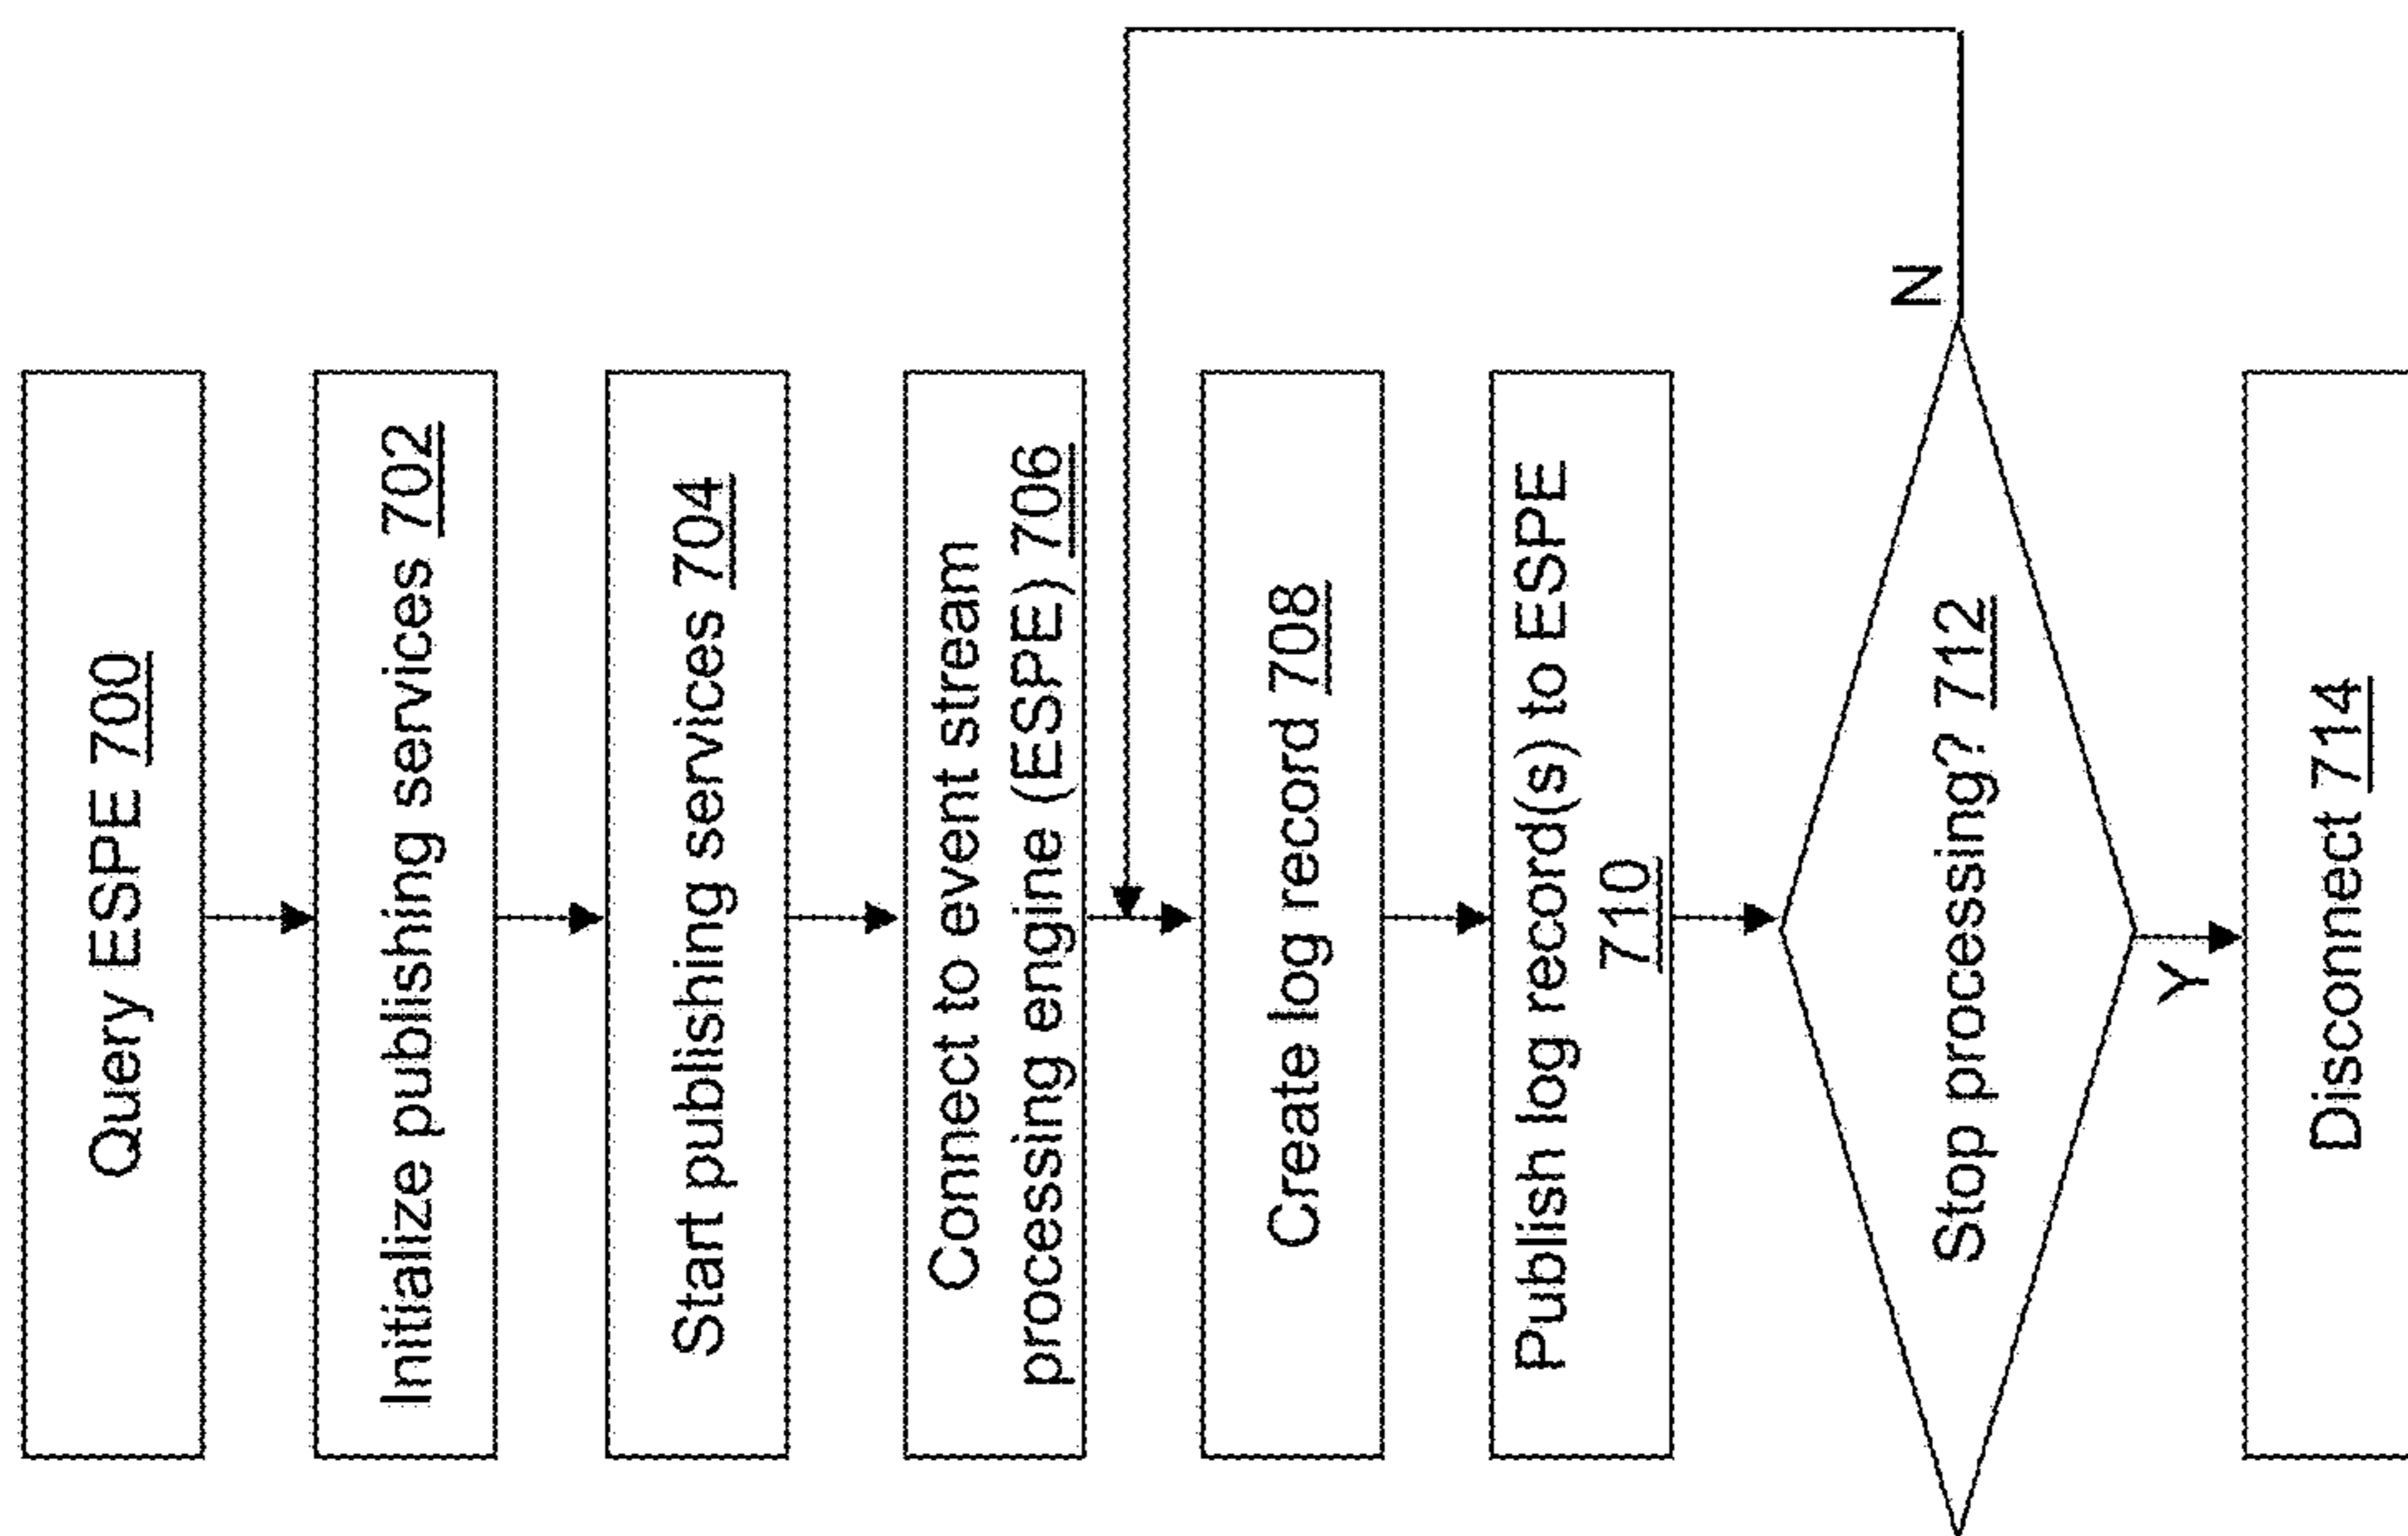 Query ESPE 700
Initialize publishing services 702
Start publishing services 704
Connect to event stream
processing engine (ESPE) 706
Create log record 708
Publish log record(s) to ESPE
710
Stop processing? 712
N
Y
Disconnect 714